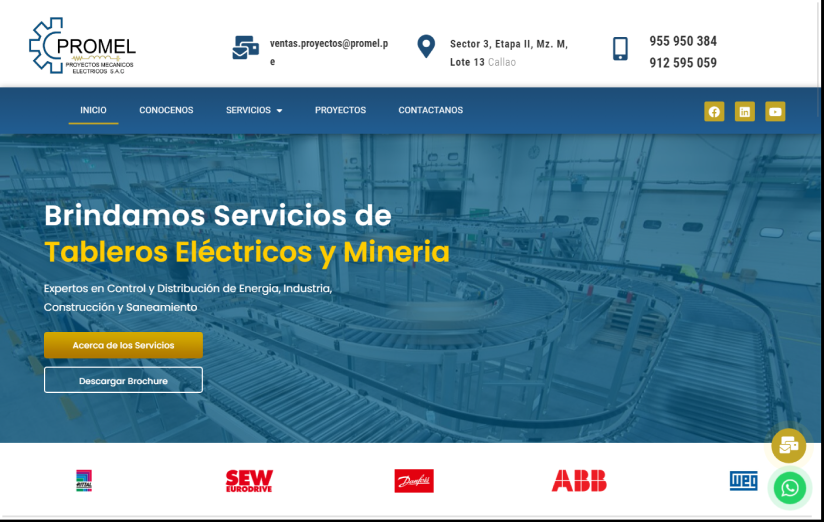 PROMEL
PROYECTOS MECANICOS
ELECTRICOS S.A.C
ventas.proyectos@promel.p
e
Sector 3, Etapa II, Mz. M,
Lote 13 Callao
955 950 384
912 595 059
INICIO
CONOCENOS
SERVICIOS
PROYECTOS
CONTACTANOS
Brindamos Servicios de
Tableros Eléctricos y Mineria
Expertos en Control y Distribución de Energia, Industria,
Construcción y Saneamiento
Acerca de los Servicios
Descargar Brochure
RITTAL
SEW
EURODRIVE
Danfoss
ABB
WEG